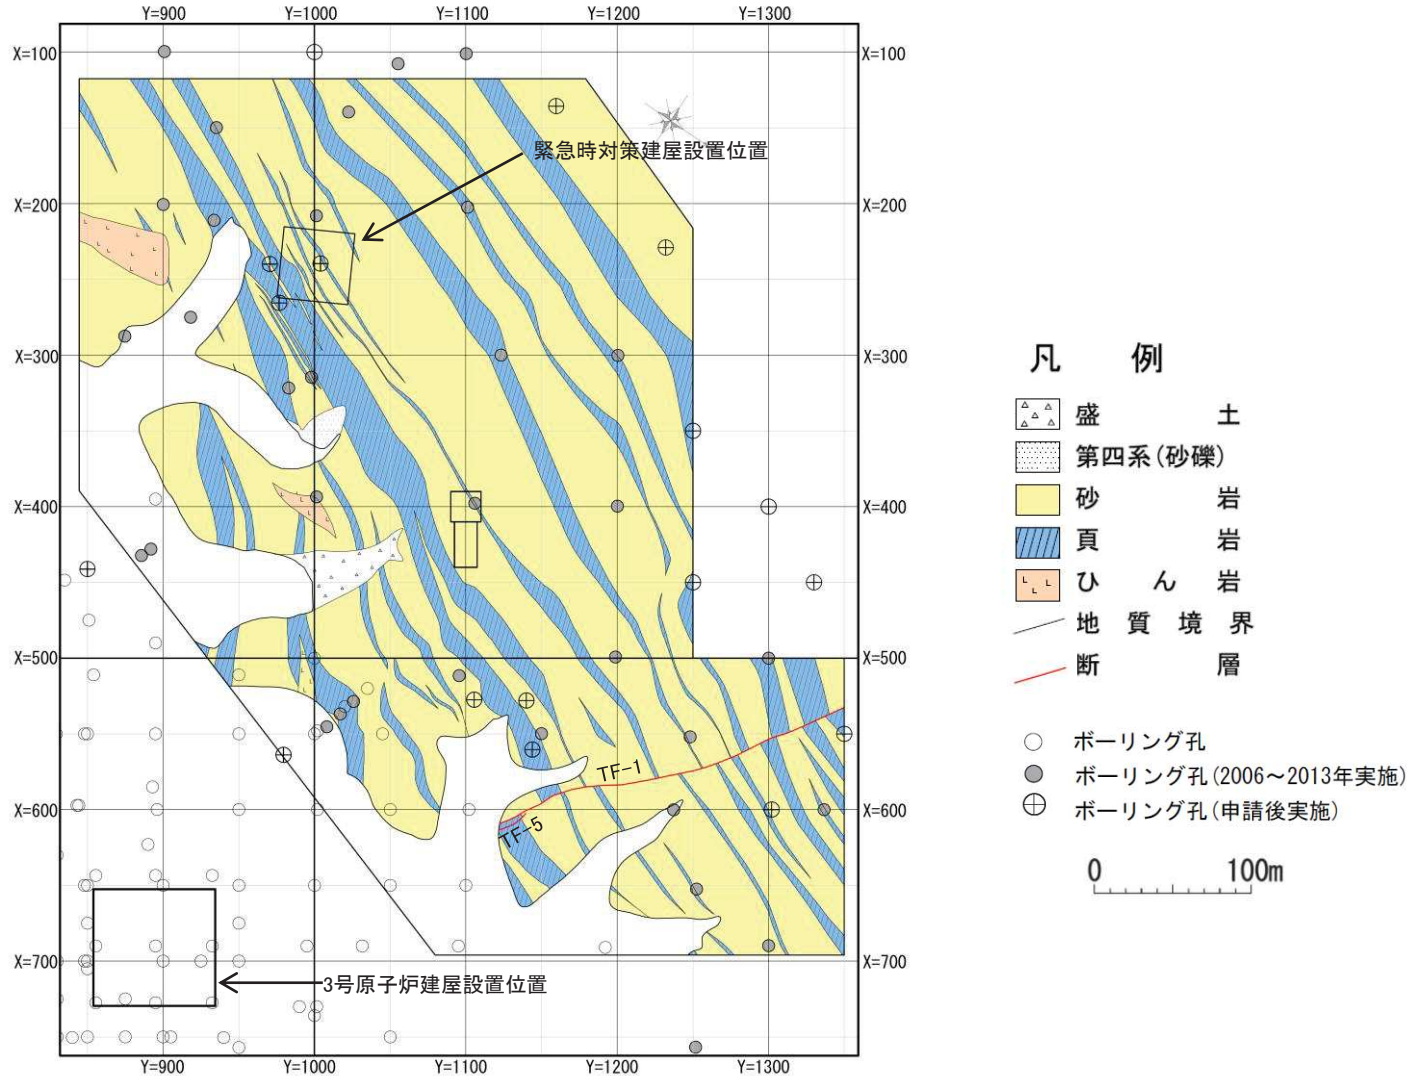 Y=900 Y=1000 Y=1100 Y=1200 Y=1300
X=100 X=100
緊急時対策建屋設置位置
X=200 X=200
X=300 X=300
X=400 X=400
X=500 X=500
TF-1
X=600 X=600
TF-5
X=700 X=700
3号原子炉建屋設置位置
Y=900 Y=1000 Y=1100 Y=1200 Y=1300
凡 例
盛 土
第四系(砂礫)
砂 岩
頁 岩
ひ ん 岩
地 質 境 界
断 層
ボーリング孔
ボーリング孔(2006～2013年実施)
ボーリング孔(申請後実施)
0 100m